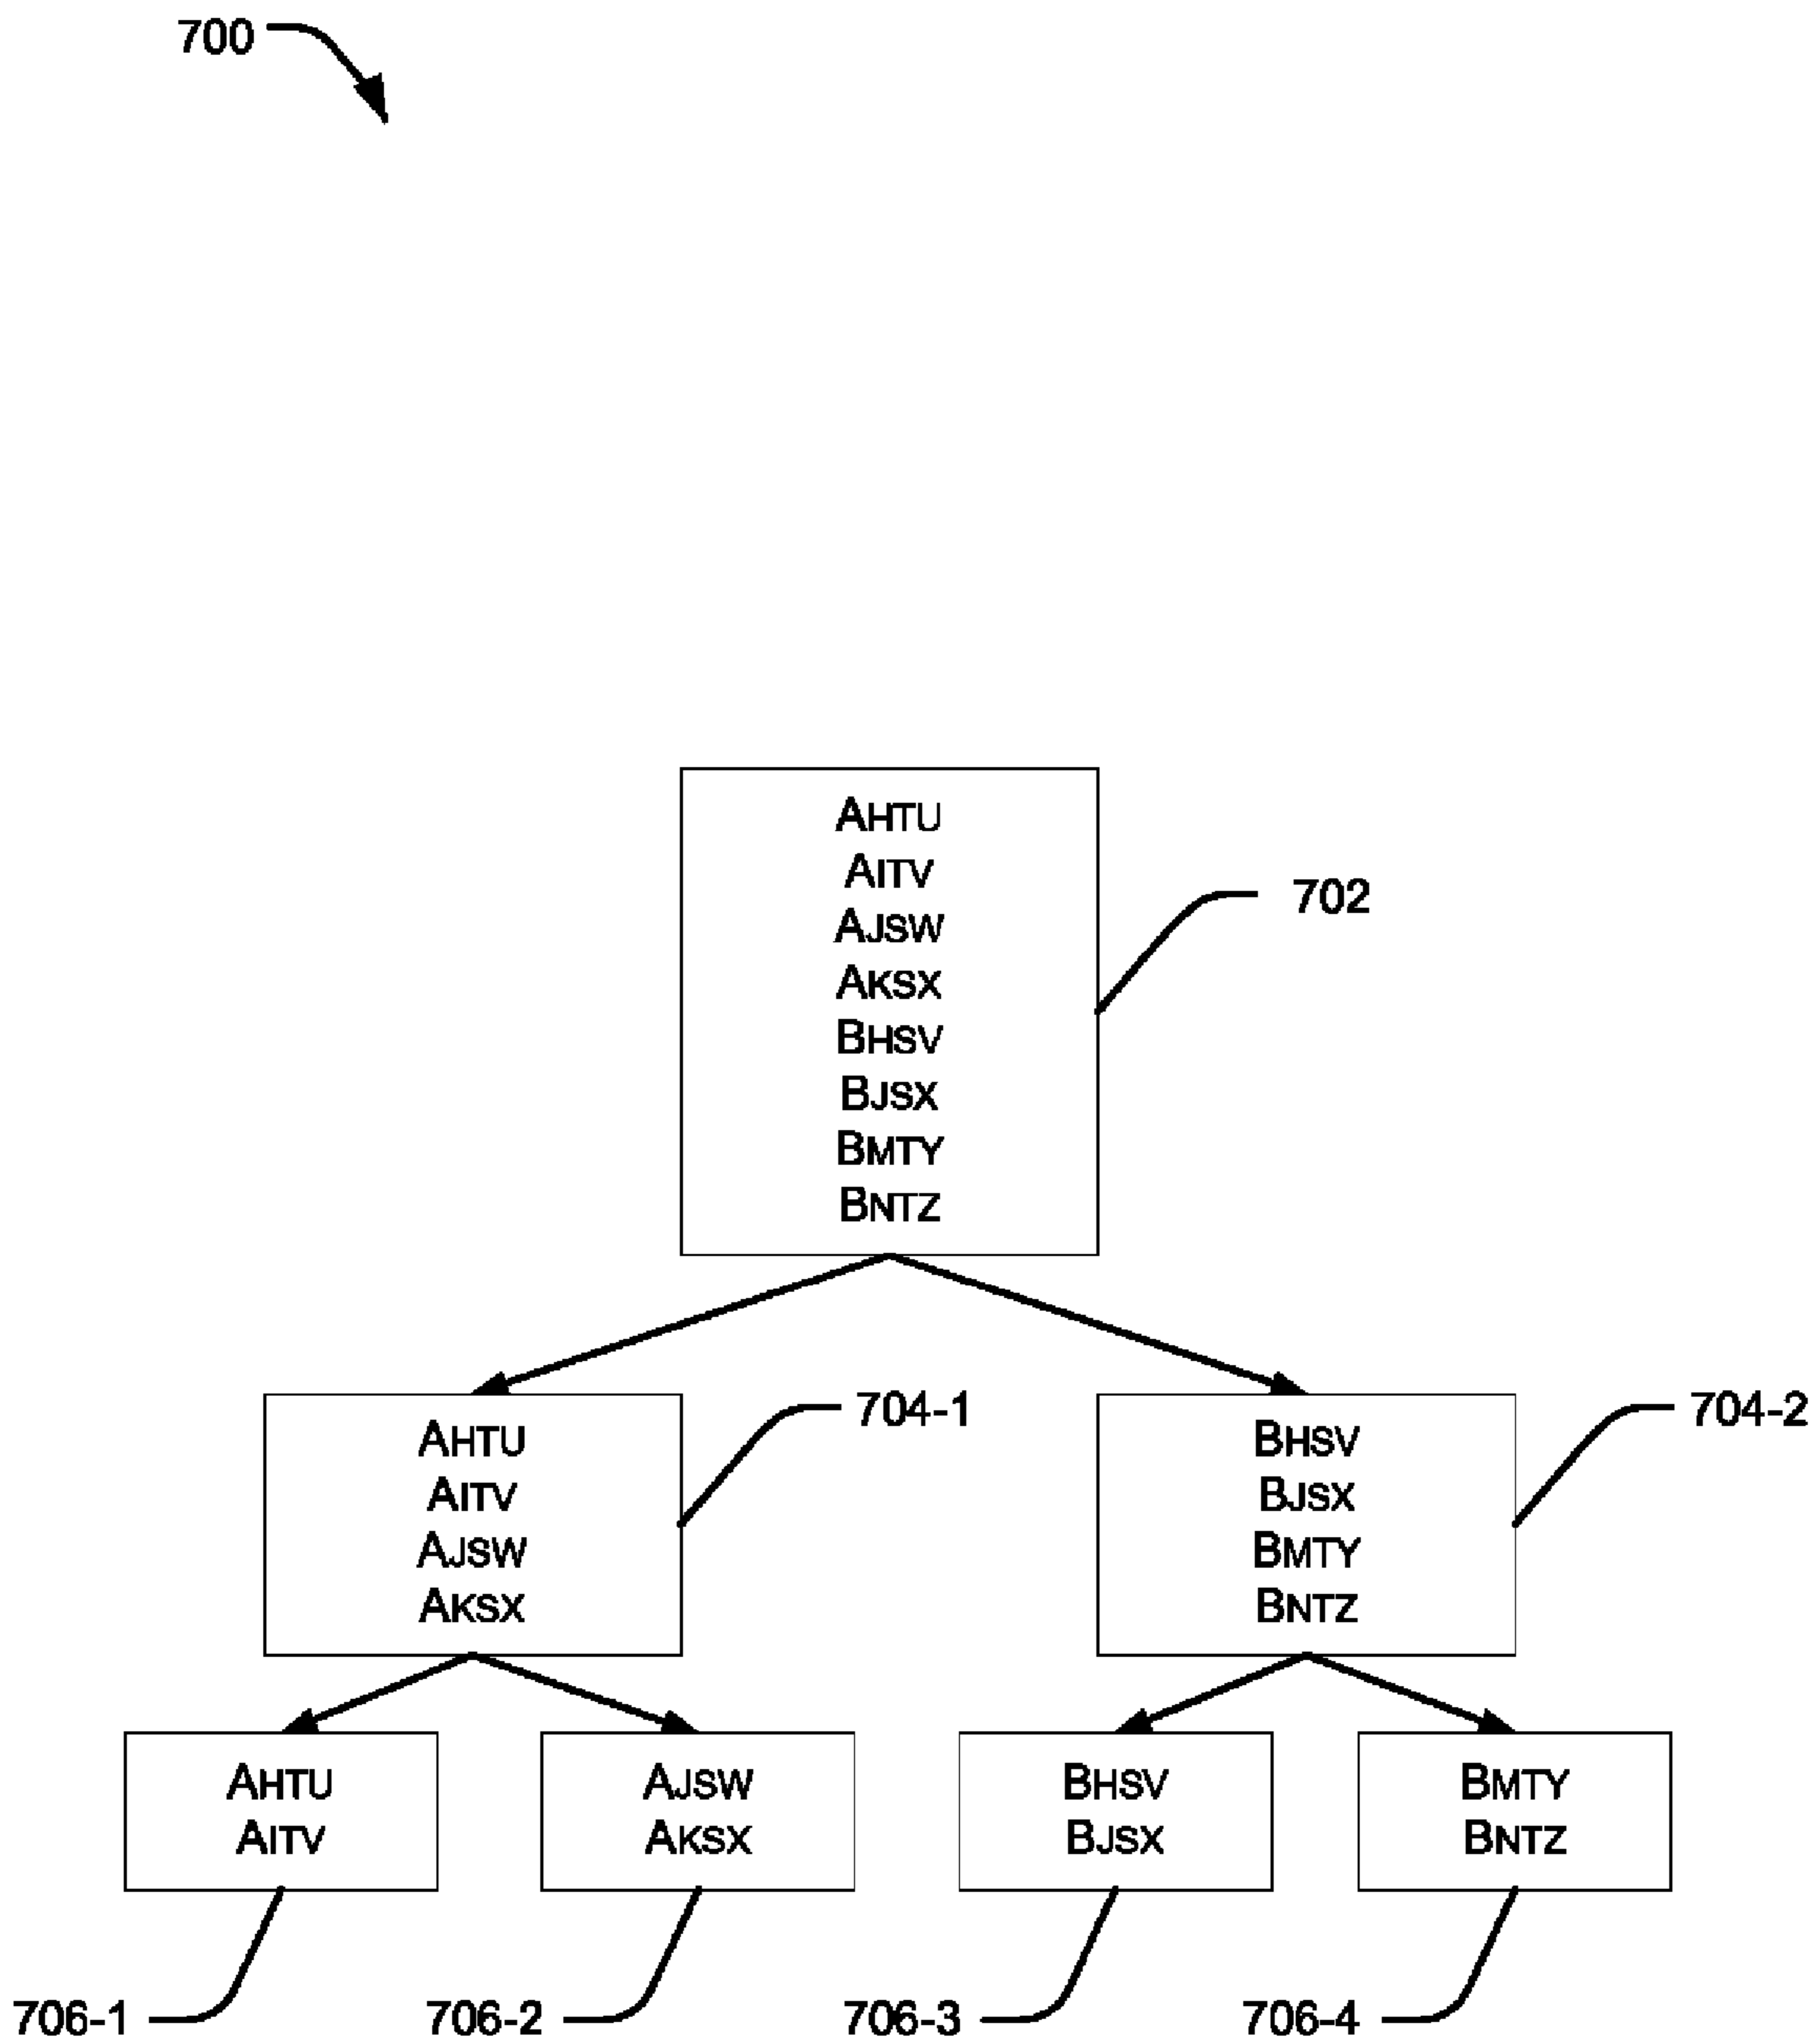 700
AHTU
AITV
AJSW
AKSX
BHSV
BJSX
BMTY
BNTZ
702
AHTU
AITV
AJSW
AKSX
704-1
BHSV
BJSX
BMTY
BNTZ
704-2
AHTU
AITV
AJSW
AKSX
BHSV
BJSX
BMTY
BNTZ
706-1
706-2
706-3
706-4